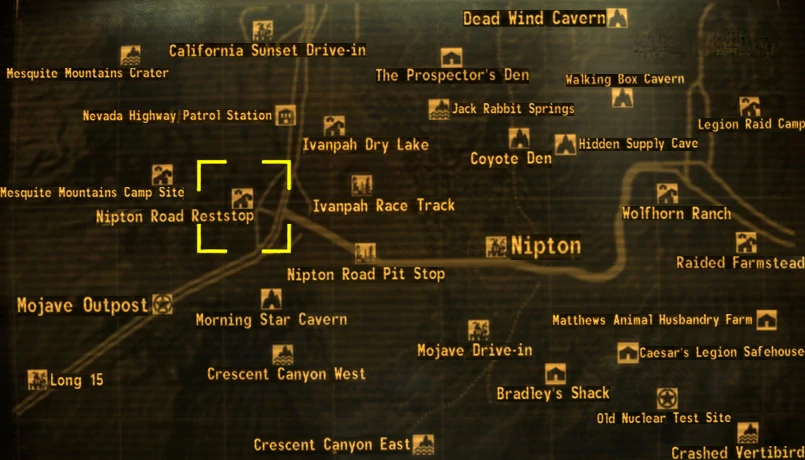 Dead Wind Cavern
California Sunset Drive-in
Mesquite Mountains Crater
The Prospector's Den
Walking Box Cavern
Nevada Highway Patrol Station
Jack Rabbit Springs
Legion Raid Camp
Ivanpah Dry Lake
Hidden Supply Cave
Coyote Den
Mesquite Mountains Camp Site
Ivanpah Race Track
Nipton Road Reststop
Wolfhorn Ranch
Nipton
Raided Farmstead
Nipton Road Pit Stop
Mojave Outpost
Morning Star Cavern
Matthews Animal Husbandry Farm
Mojave Drive-in
Caesar's Legion Safehouse
Crescent Canyon West
Long 15
Bradley's Shack
Old Nuclear Test Site
Crescent Canyon East
Crashed Vertibird